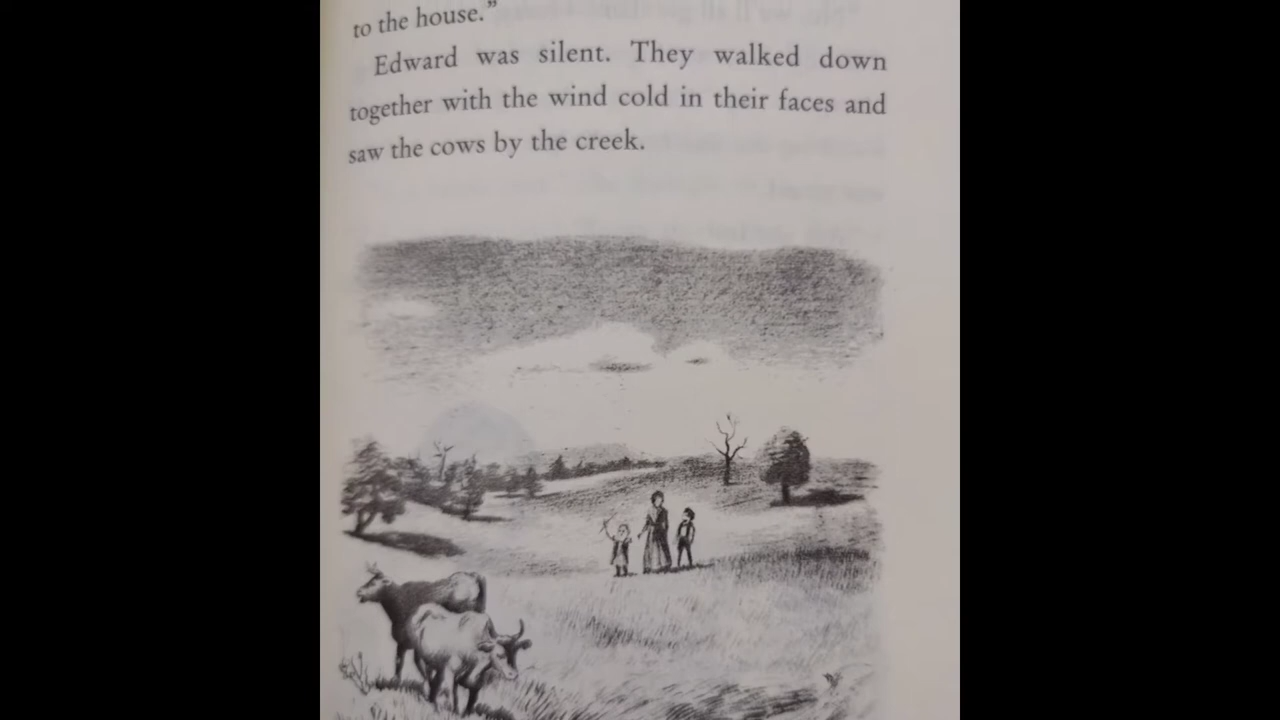 to the house.”
Edward was silent. They walked down
together with the wind cold in their faces and
saw the cows by the creek.